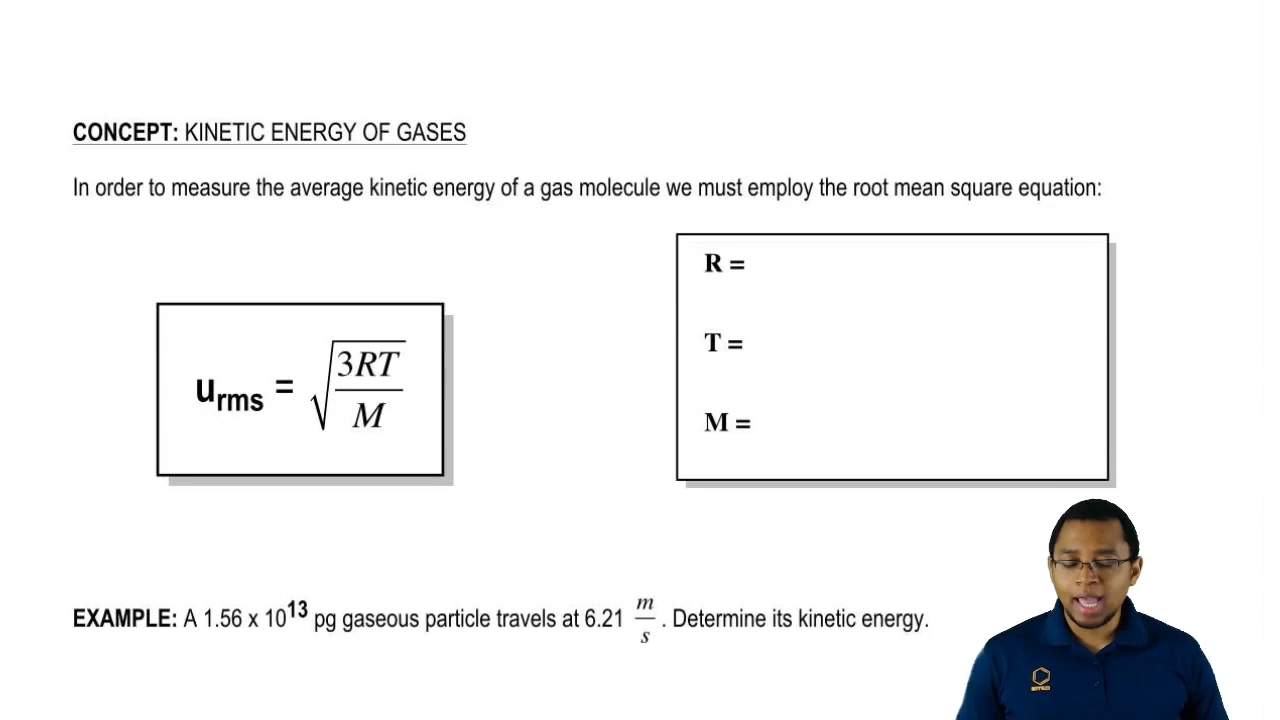 CONCEPT: KINETIC ENERGY OF GASES
In order to measure the average kinetic energy of a gas molecule we must employ the root mean square equation:
R =
T =
M =
u_rms = √(3RT / M)
EXAMPLE: A 1.56 x 10^13 pg gaseous particle travels at 6.21 m/s . Determine its kinetic energy.